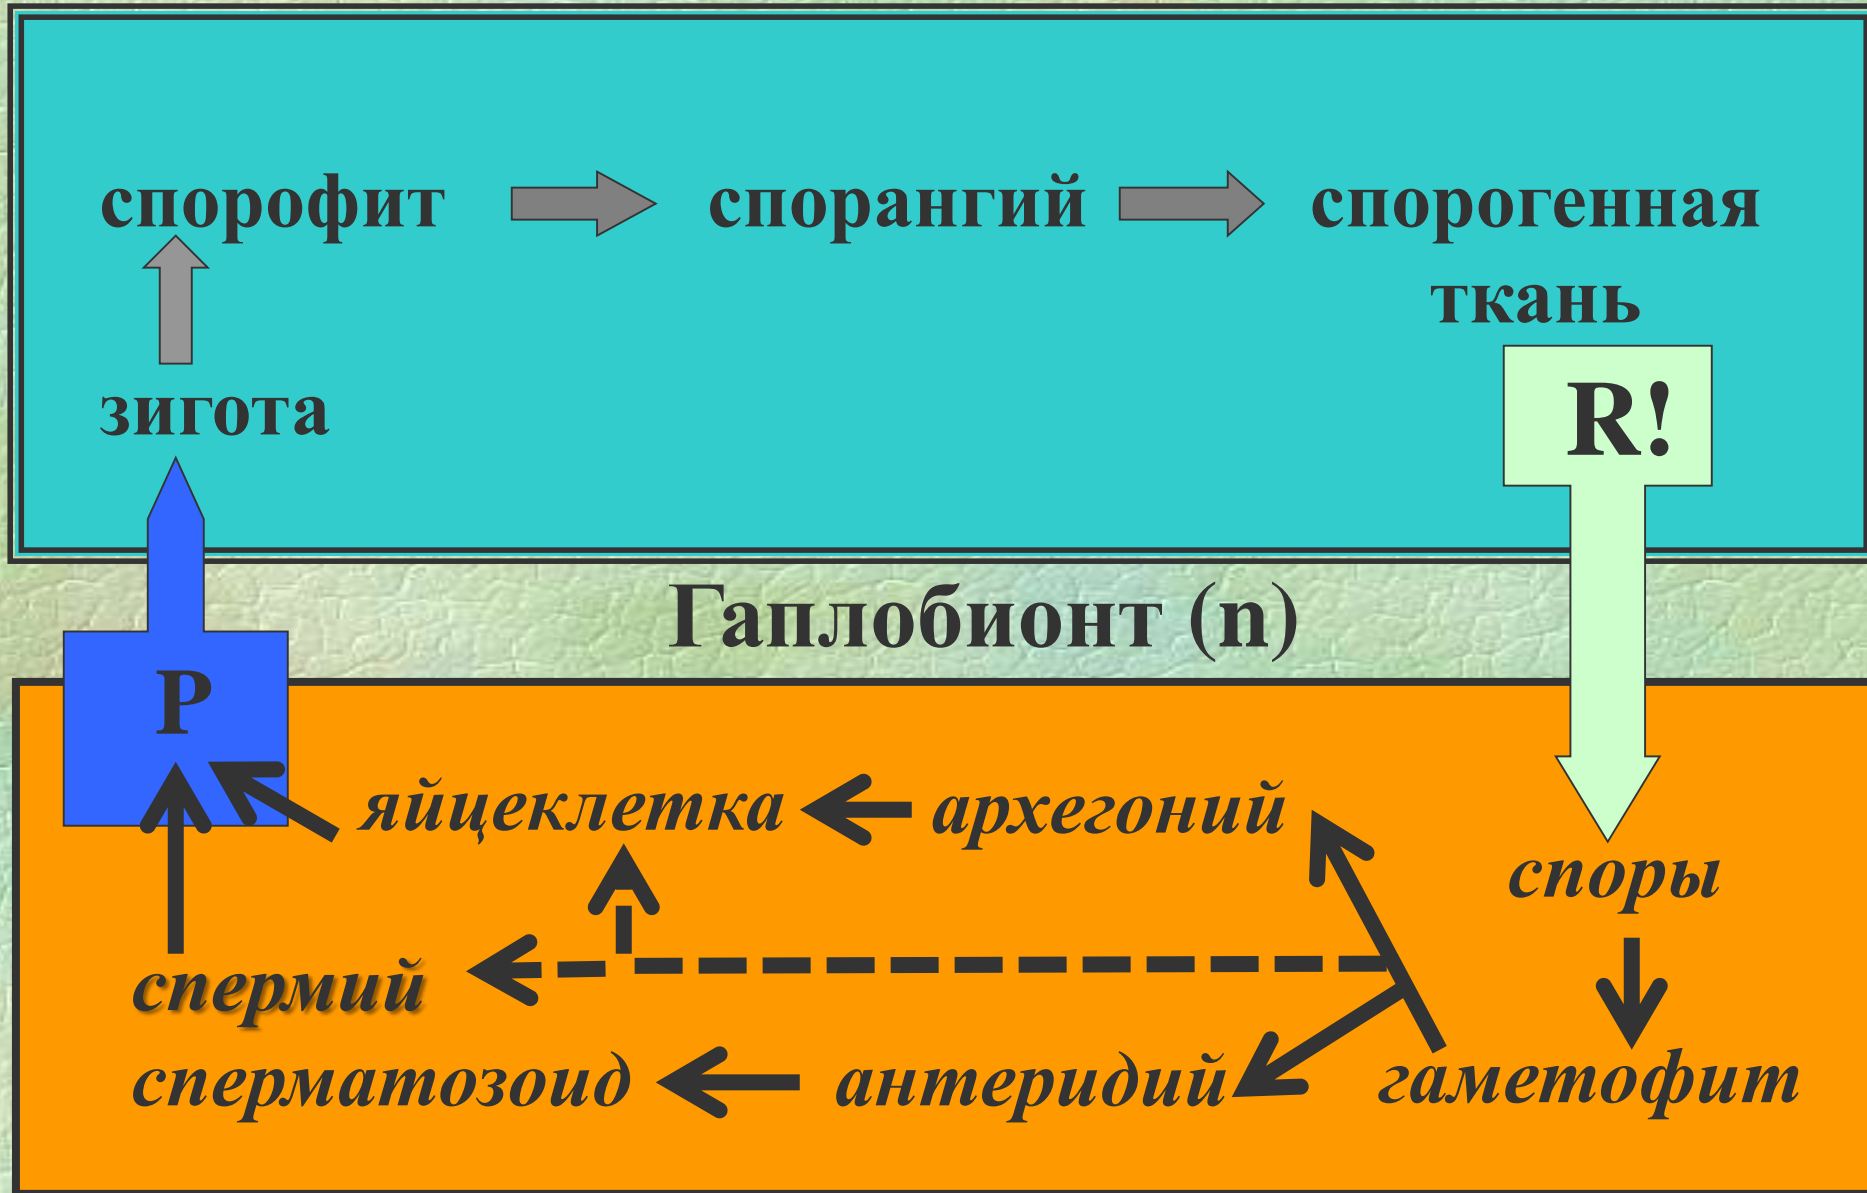 спорофит спорангий спорогенная
ткань
зигота
R!
Гаплобионт (n)
P
яйцеклетка архегоний
споры
спермий
сперматозоид антеридий гаметофит